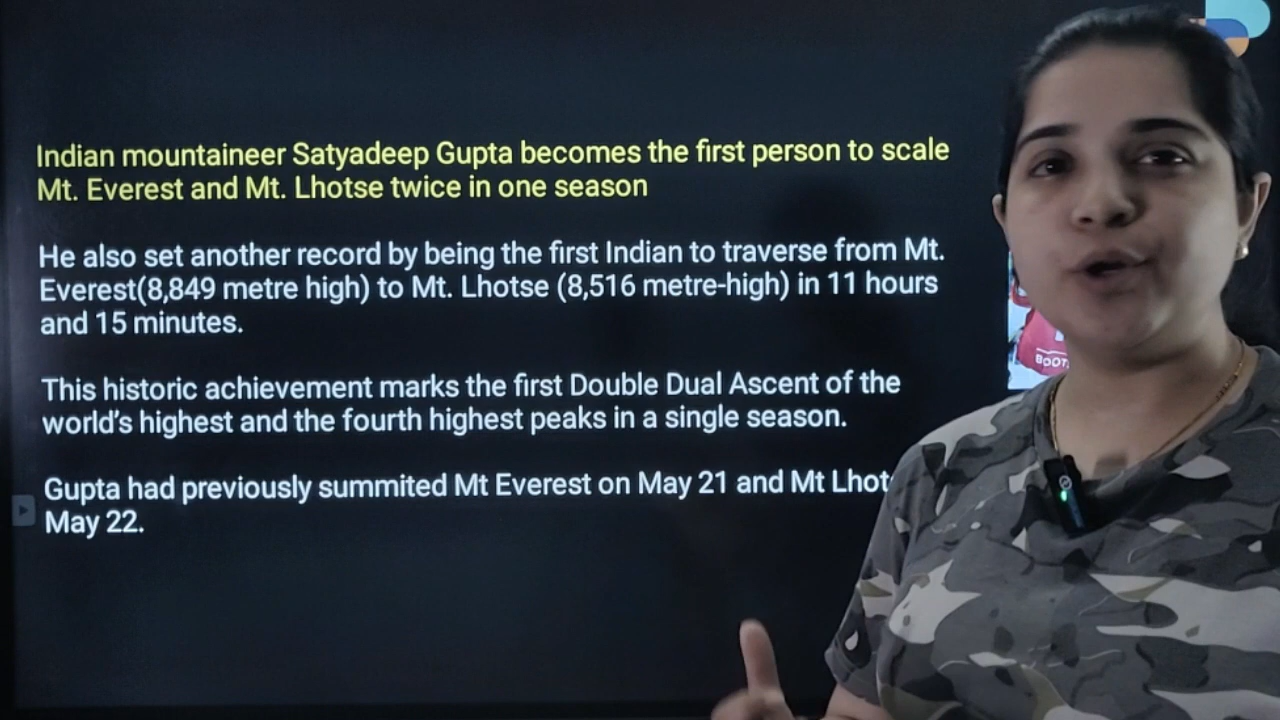 Indian mountaineer Satyadeep Gupta becomes the first person to scale
Mt. Everest and Mt. Lhotse twice in one season
He also set another record by being the first Indian to traverse from Mt.
Everest(8,849 metre high) to Mt. Lhotse (8,516 metre-high) in 11 hours
and 15 minutes.
This historic achievement marks the first Double Dual Ascent of the
world's highest and the fourth highest peaks in a single season.
Gupta had previously summited Mt Everest on May 21 and Mt
May 22.